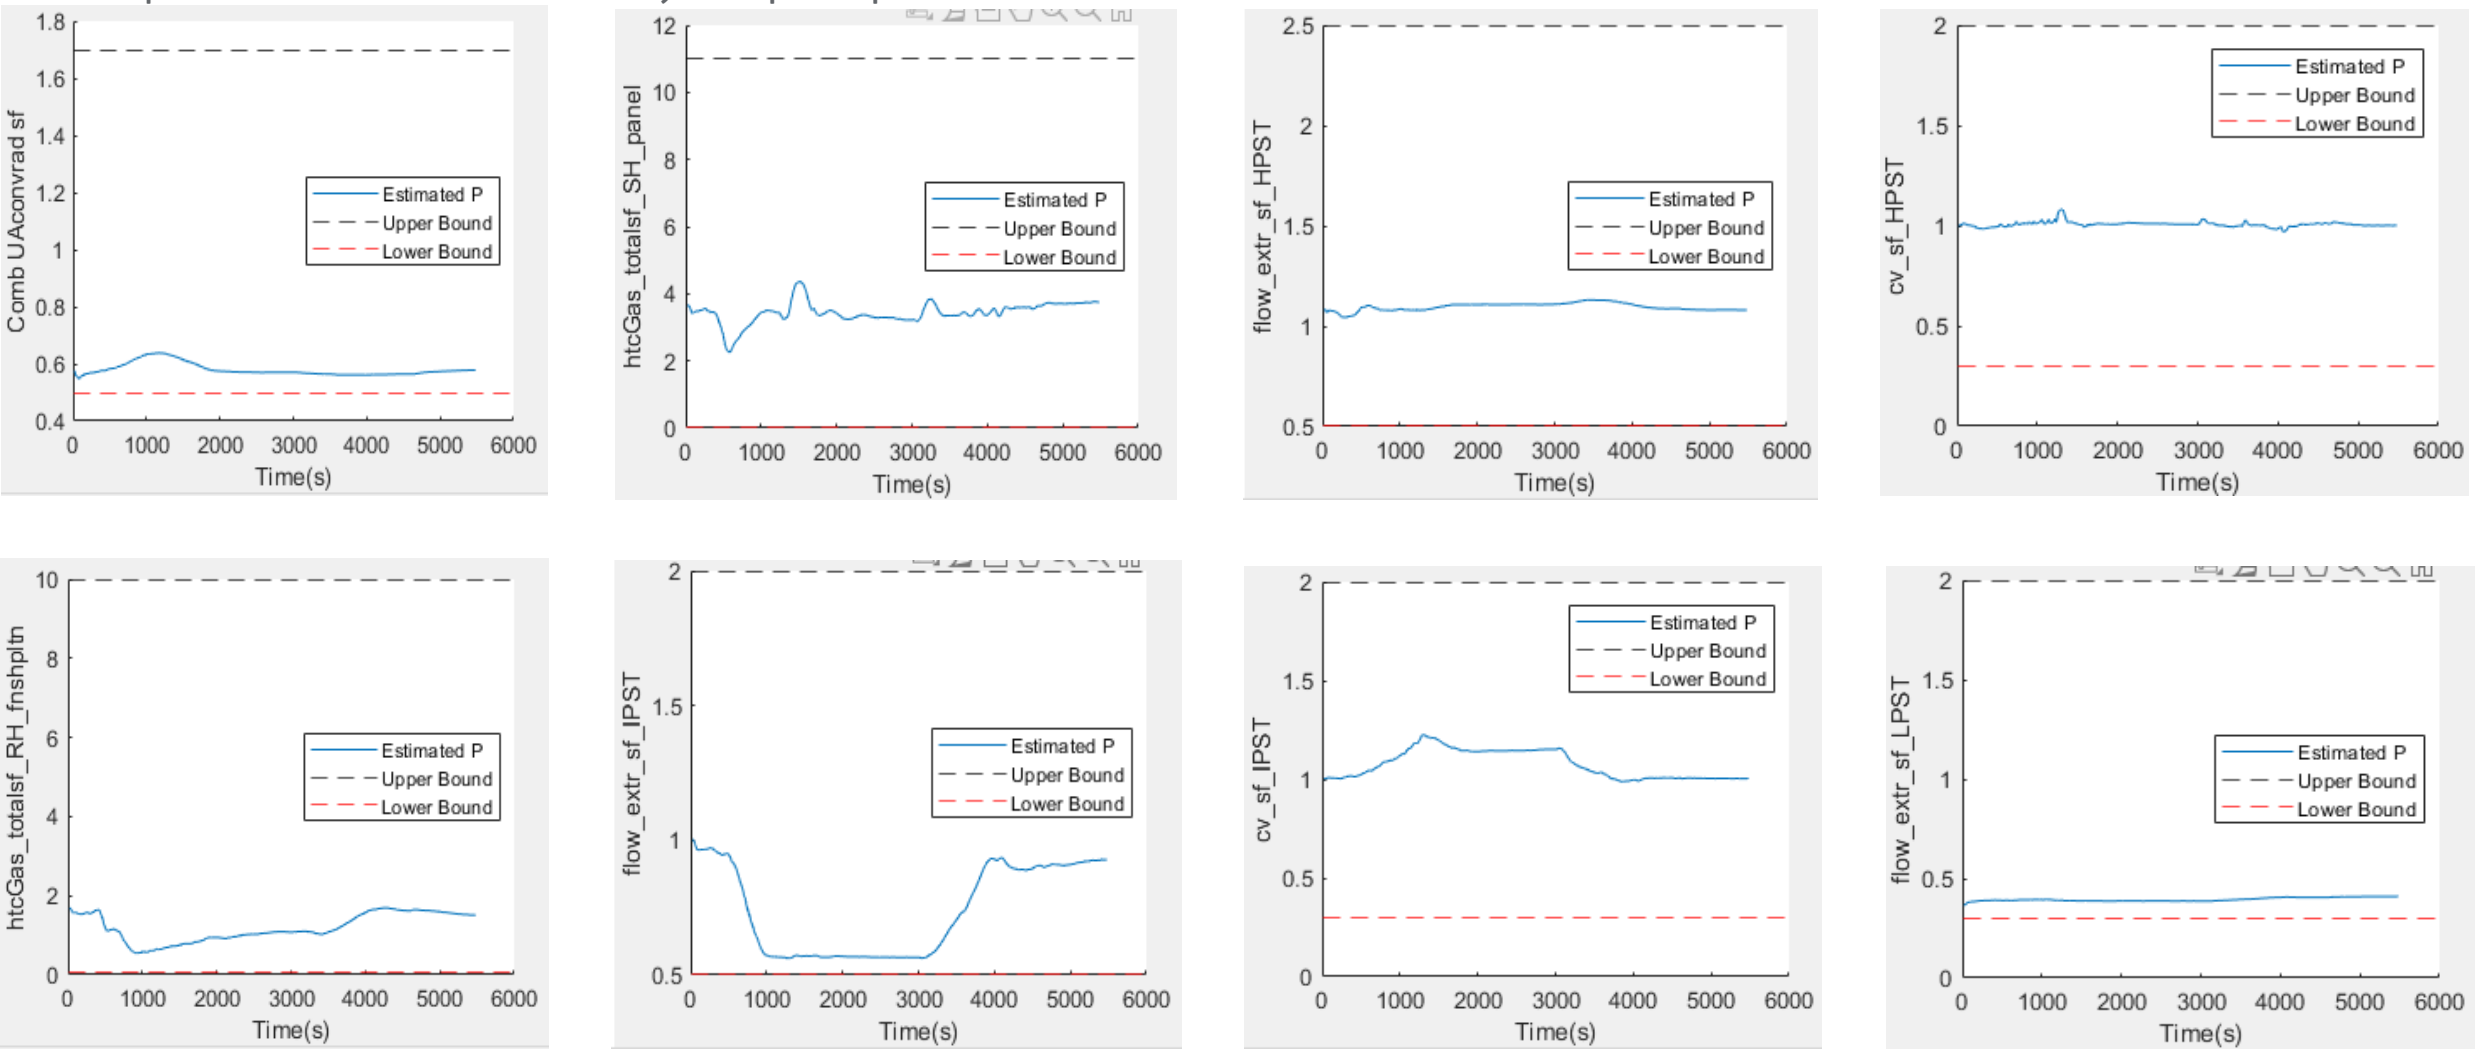 1.8
1.6
1.4
1.2
1
0.8
0.6
0.4
0 1000 2000 3000 4000 5000 6000
Time(s)
Comb UAconvrad sf
Estimated P
Upper Bound
Lower Bound
12
10
8
6
4
2
0
0 1000 2000 3000 4000 5000 6000
Time(s)
htcGas_totalsf_SH_panel
Estimated P
Upper Bound
Lower Bound
2.5
2
1.5
1
0.5
0 1000 2000 3000 4000 5000 6000
Time(s)
flow_extr_sf_HPST
Estimated P
Upper Bound
Lower Bound
2
1.5
1
0.5
0
0 1000 2000 3000 4000 5000 6000
Time(s)
cv_sf_HPST
Estimated P
Upper Bound
Lower Bound
10
8
6
4
2
0
0 1000 2000 3000 4000 5000 6000
Time(s)
htcGas_totalsf_RH_fnshpltn
Estimated P
Upper Bound
Lower Bound
2
1.5
1
0.5
0 1000 2000 3000 4000 5000 6000
Time(s)
flow_extr_sf_IPST
Estimated P
Upper Bound
Lower Bound
2
1.5
1
0.5
0
0 1000 2000 3000 4000 5000 6000
Time(s)
cv_sf_IPST
Estimated P
Upper Bound
Lower Bound
2
1.5
1
0.5
0
0 1000 2000 3000 4000 5000 6000
Time(s)
flow_extr_sf_LPST
Estimated P
Upper Bound
Lower Bound